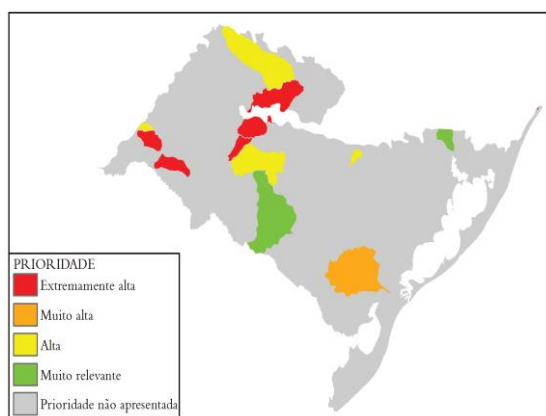 PRIORIDADE
Extremamente alta
Muito alta
Alta
Muito relevante
Prioridade não apresentada